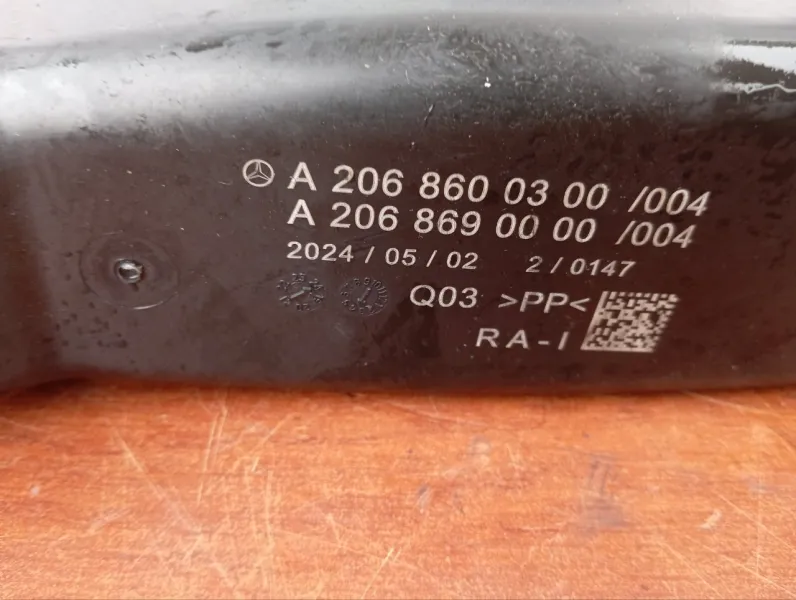 A 206 860 03 00 /004
A 206 869 00 00 /004
2024 / 05 / 02 2 / 0147
Q03 >PP<
RA-I